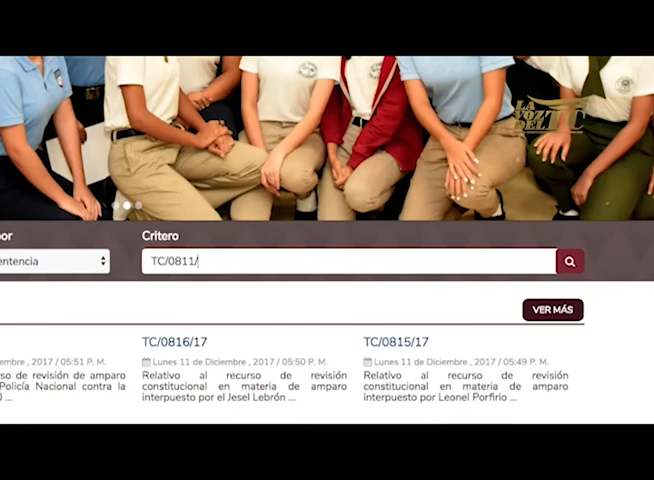 LA
VOZ
DEL TC
por
Critero
entencia
TC/0811/
VER MÁS
TC/0816/17
TC/0815/17
embre , 2017 / 05:51 P. M.
Lunes 11 de Diciembre , 2017 / 05:50 P. M.
Lunes 11 de Diciembre , 2017 / 05:49 P. M.
so de revisión de amparo
Policía Nacional contra la
) ...
Relativo al recurso de revisión
constitucional en materia de amparo
interpuesto por el Jesel Lebrón ...
Relativo al recurso de revisión
constitucional en materia de amparo
interpuesto por Leonel Porfirio ...